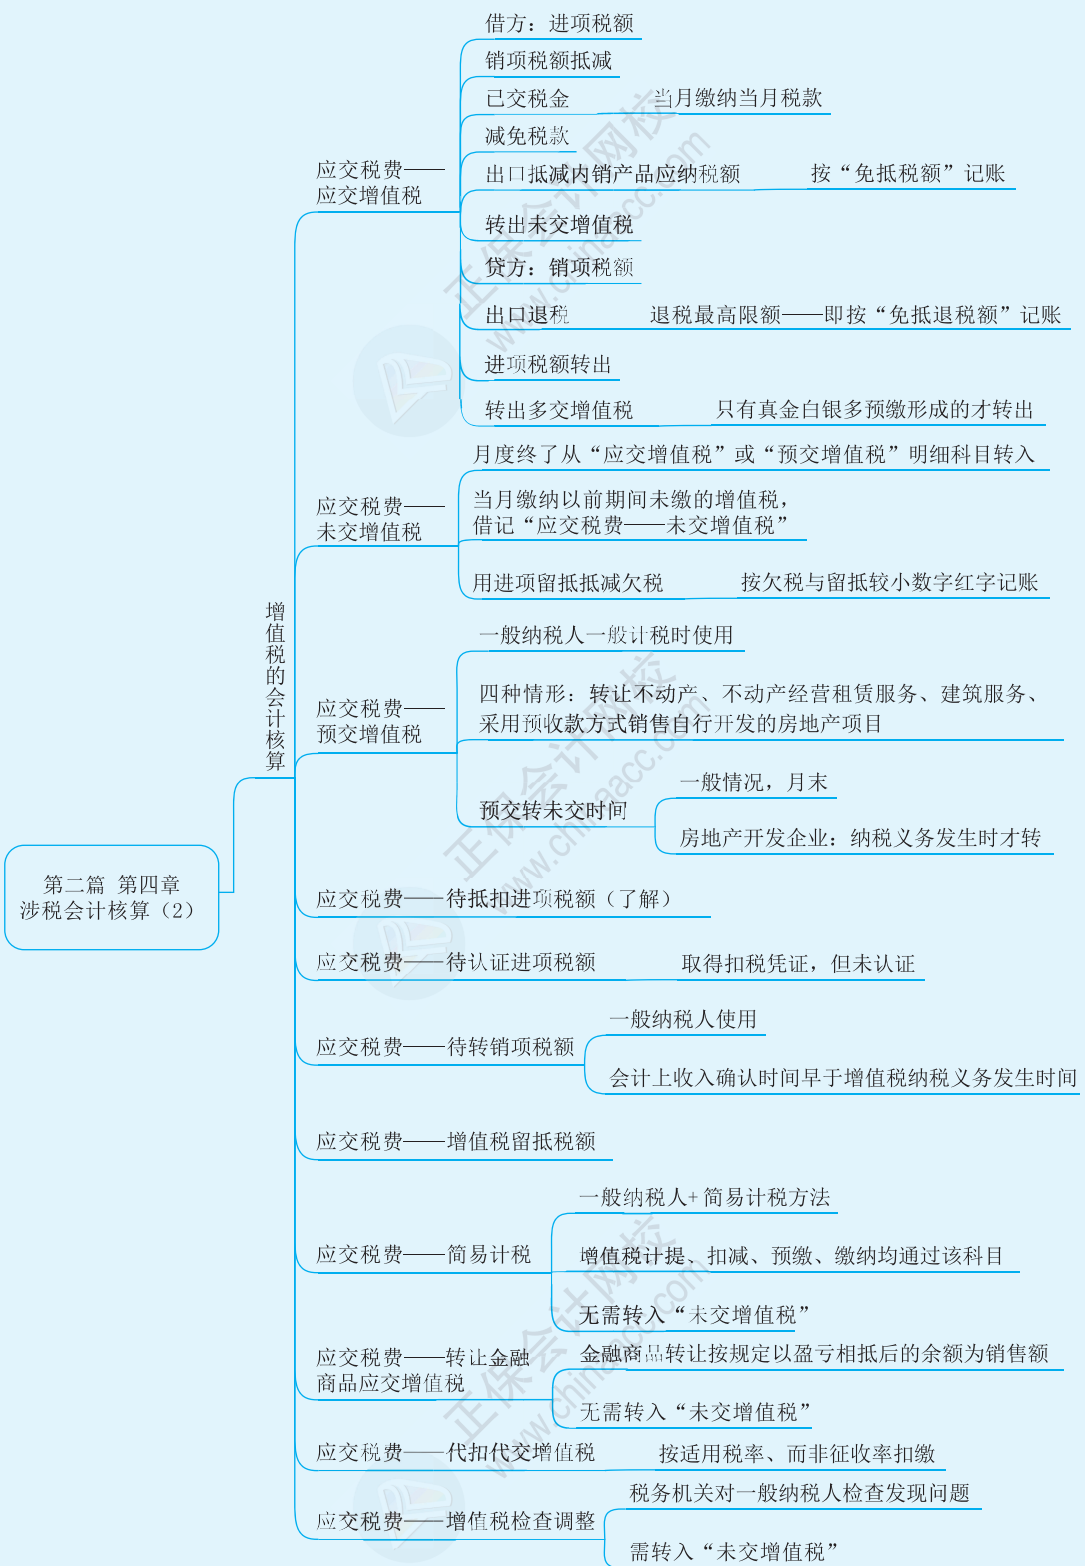 借方：进项税额
销项税额抵减
已交税金
当月缴纳当月税款
减免税款
应交税费——
应交增值税
出口抵减内销产品应纳税额
按“免抵税额”记账
转出未交增值税
贷方：销项税额
出口退税
退税最高限额——即按“免抵退税额”记账
进项税额转出
转出多交增值税
只有真金白银多预缴形成的才转出
月度终了从“应交增值税”或“预交增值税”明细科目转入
应交税费——
未交增值税
当月缴纳以前期间未缴的增值税，
借记“应交税费——未交增值税”
用进项留抵抵减欠税
按欠税与留抵较小数字红字记账
增值税的会计核算
一般纳税人一般计税时使用
应交税费——
预交增值税
四种情形：转让不动产、不动产经营租赁服务、建筑服务、
采用预收款方式销售自行开发的房地产项目
预交转未交时间
一般情况，月末
房地产开发企业：纳税义务发生时才转
第二篇 第四章
涉税会计核算（2）
应交税费——待抵扣进项税额（了解）
应交税费——待认证进项税额
取得扣税凭证，但未认证
应交税费——待转销项税额
一般纳税人使用
会计上收入确认时间早于增值税纳税义务发生时间
应交税费——增值税留抵税额
应交税费——简易计税
一般纳税人+简易计税方法
增值税计提、扣减、预缴、缴纳均通过该科目
无需转入“未交增值税”
应交税费——转让金融
商品应交增值税
金融商品转让按规定以盈亏相抵后的余额为销售额
无需转入“未交增值税”
应交税费——代扣代交增值税
按适用税率、而非征收率扣缴
应交税费——增值税检查调整
税务机关对一般纳税人检查发现问题
需转入“未交增值税”
正保会计网校
www.chinaacc.com
正保会计网校
www.chinaacc.com
正保会计网校
www.chinaacc.com